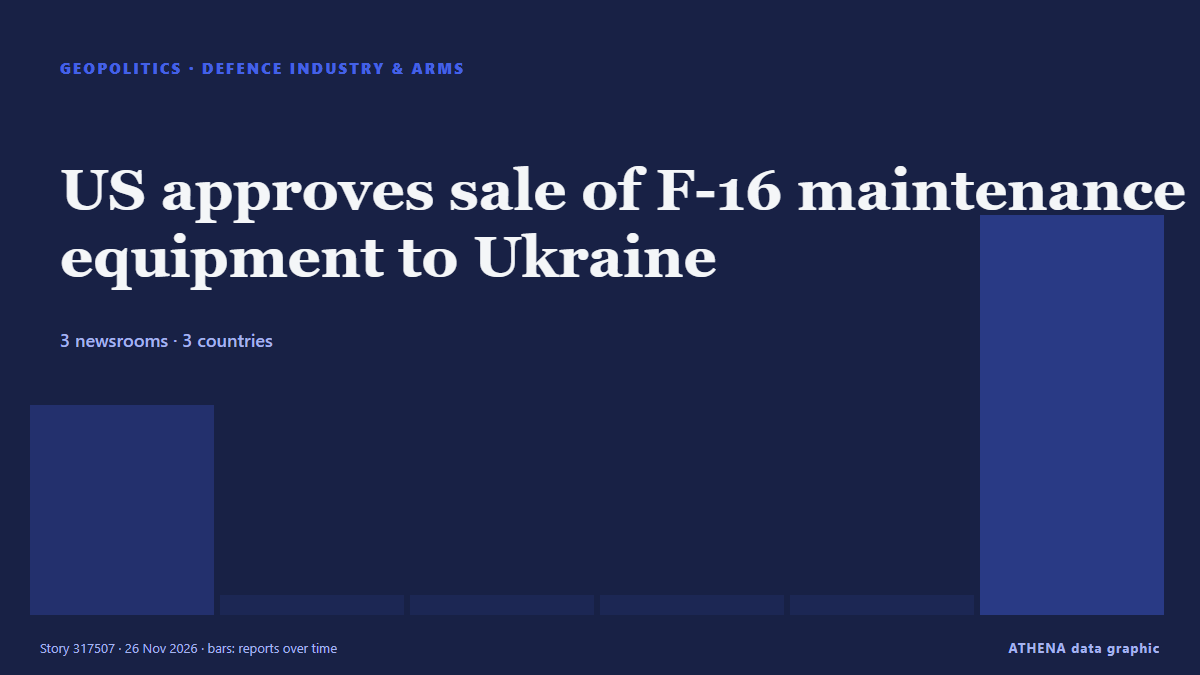 GEOPOLITICS · DEFENCE INDUSTRY & ARMS
US approves sale of F-16 maintenance
equipment to Ukraine
3 newsrooms · 3 countries
Story 317507 · 26 Nov 2026 · bars: reports over time
ATHENA data graphic